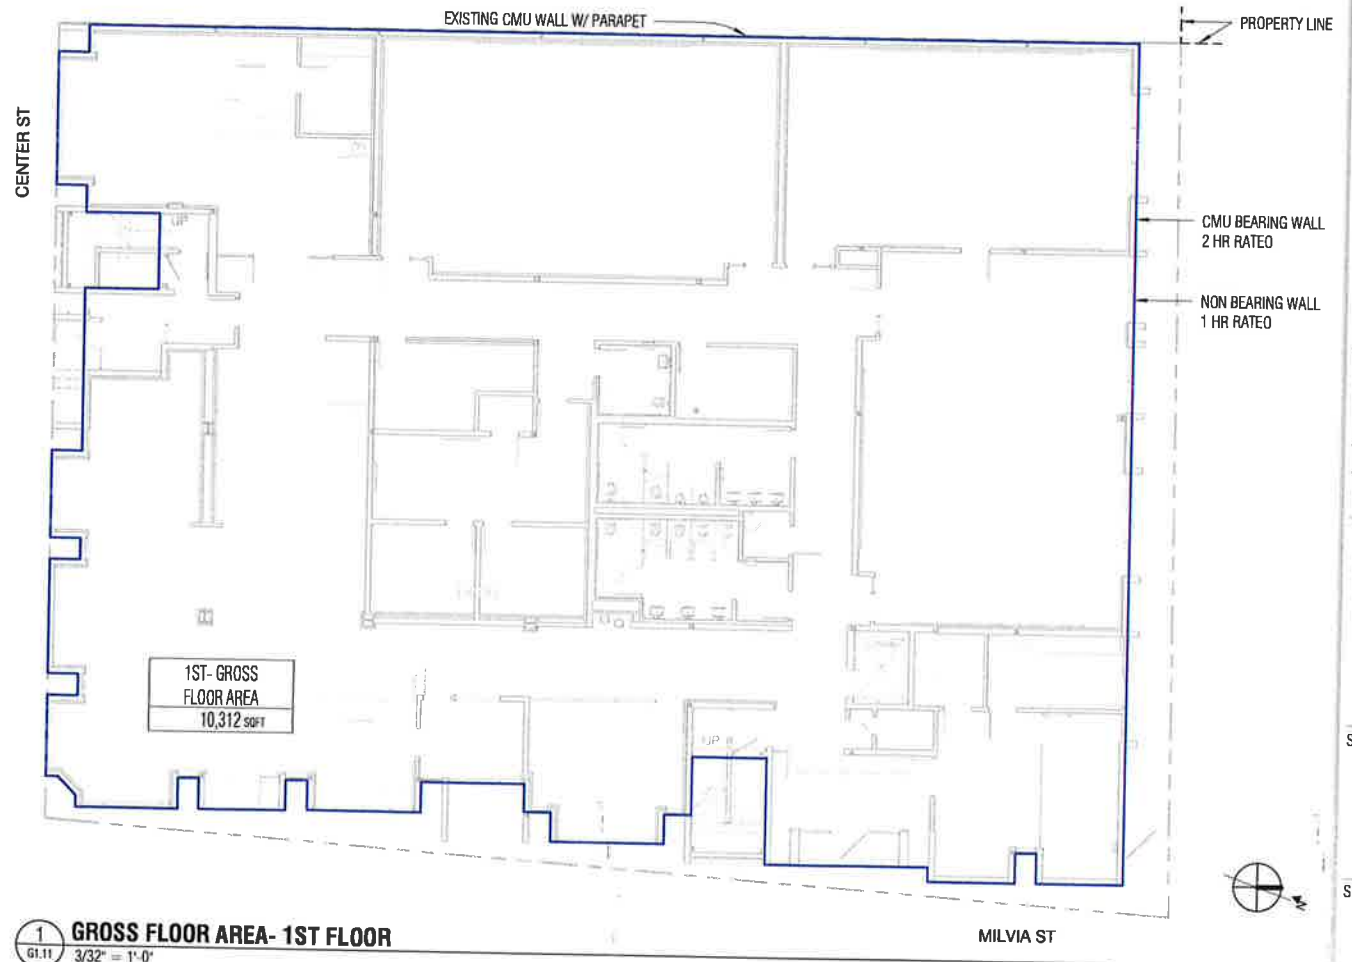 EXISTING CMU WALL W/ PARAPET
PROPERTY LINE
CENTER ST
UP
CMU BEARING WALL
2 HR RATED
NON BEARING WALL
1 HR RATED
1ST- GROSS
FLOOR AREA
10,312 SQFT
UP
S
S
N
MILVIA ST
1
G1.11
GROSS FLOOR AREA- 1ST FLOOR
3/32" = 1'-0"